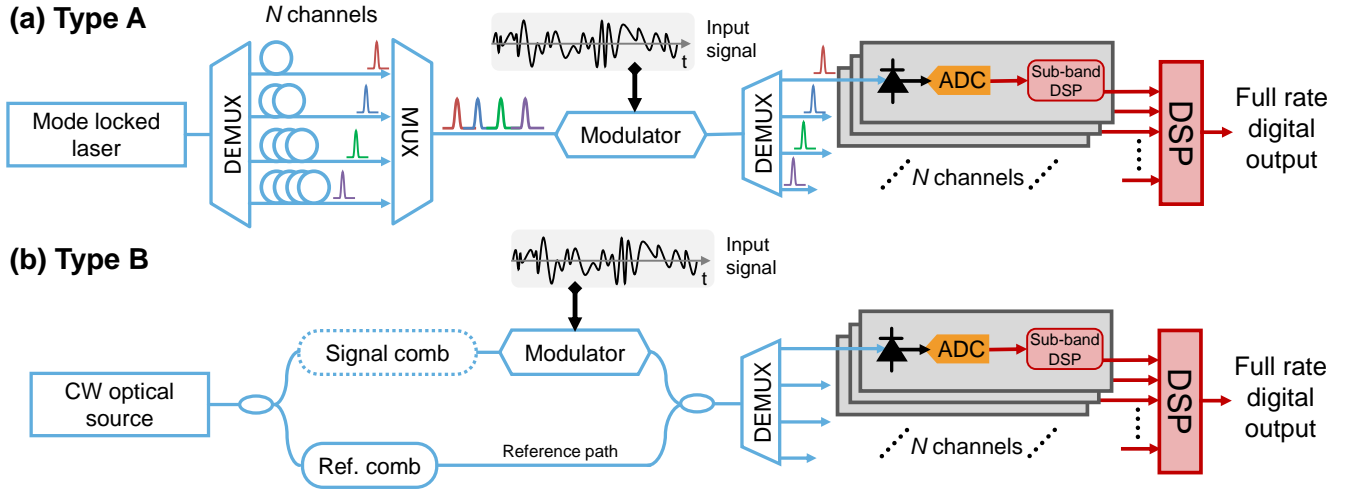 (a) Type A
N channels
Input
signal
t
Mode locked
laser
DEMUX
MUX
Modulator
DEMUX
ADC
Sub-band
DSP
N channels
DSP
Full rate
digital
output
(b) Type B
Input
signal
t
CW optical
source
Signal comb
Modulator
Ref. comb
Reference path
DEMUX
ADC
Sub-band
DSP
N channels
DSP
Full rate
digital
output